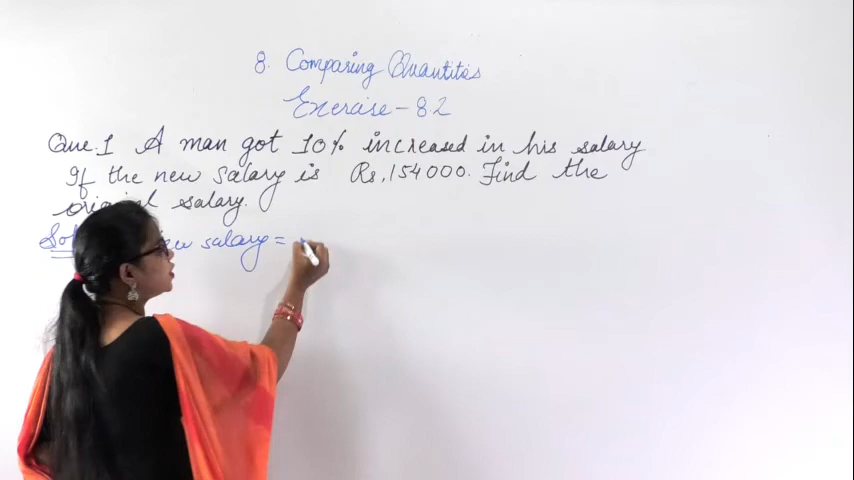 8. Comparing Quantities
Exercise-8.2
Que.1 A man got 10% increased in his salary.
If the new salary is Rs.154000. Find the
original salary.
salary =